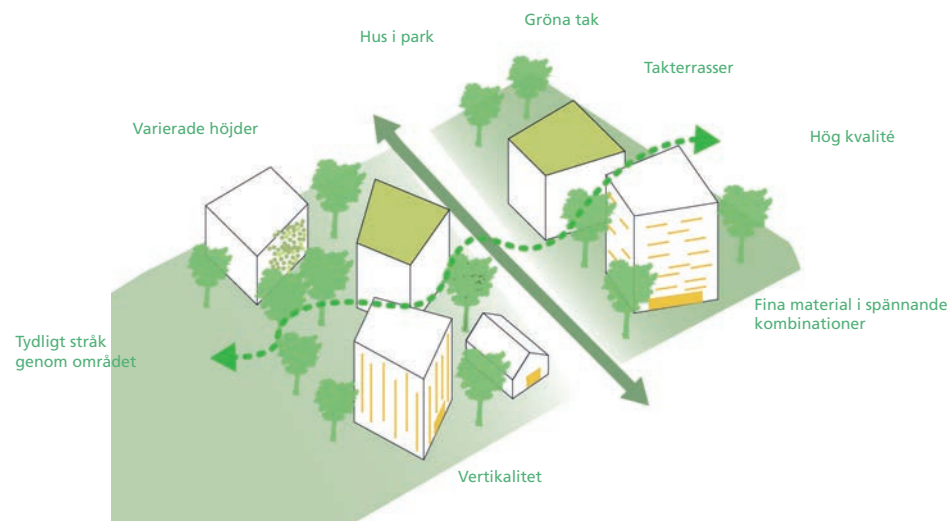 Gröna tak
Hus i park
Takterrasser
Varierade höjder
Hög kvalité
Fina material i spännande
kombinationer
Tydligt stråk
genom området
Vertikalitet